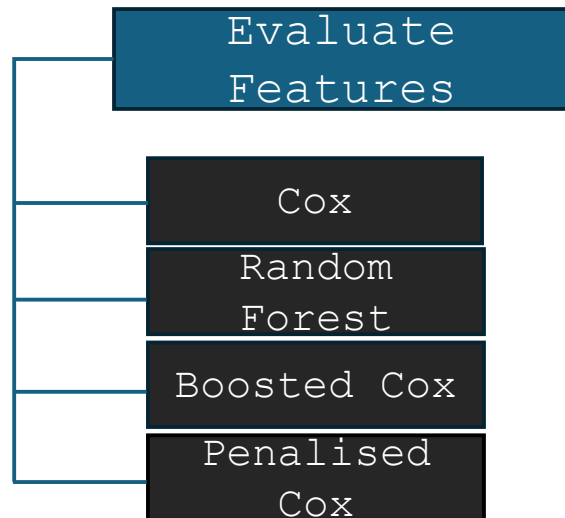 Evaluate
Features
Cox
Random
Forest
Boosted Cox
Penalised
Cox